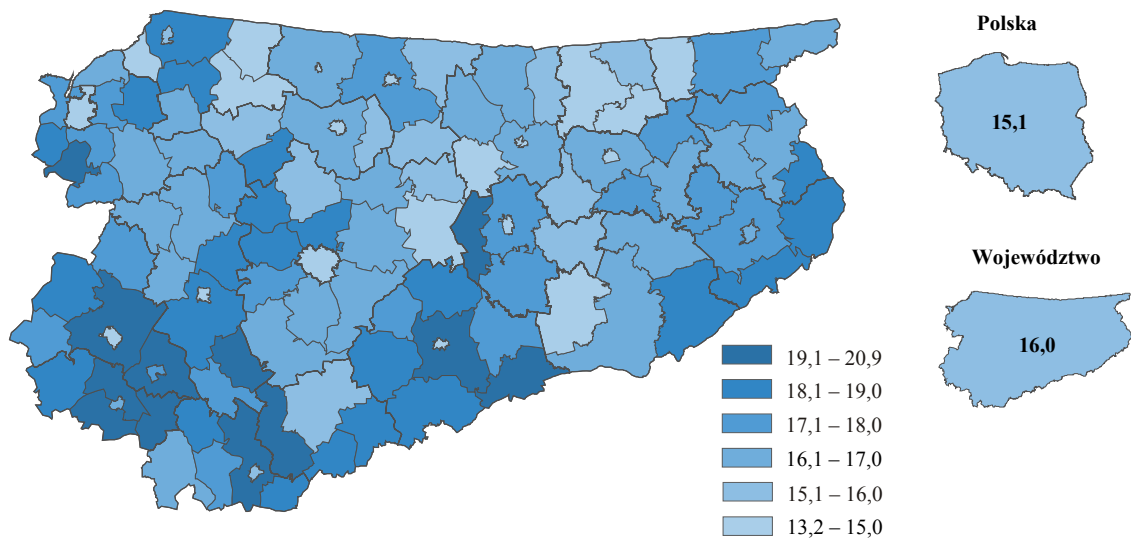 Polska
15,1
Województwo
16,0
19,1 – 20,9
18,1 – 19,0
17,1 – 18,0
16,1 – 17,0
15,1 – 16,0
13,2 – 15,0